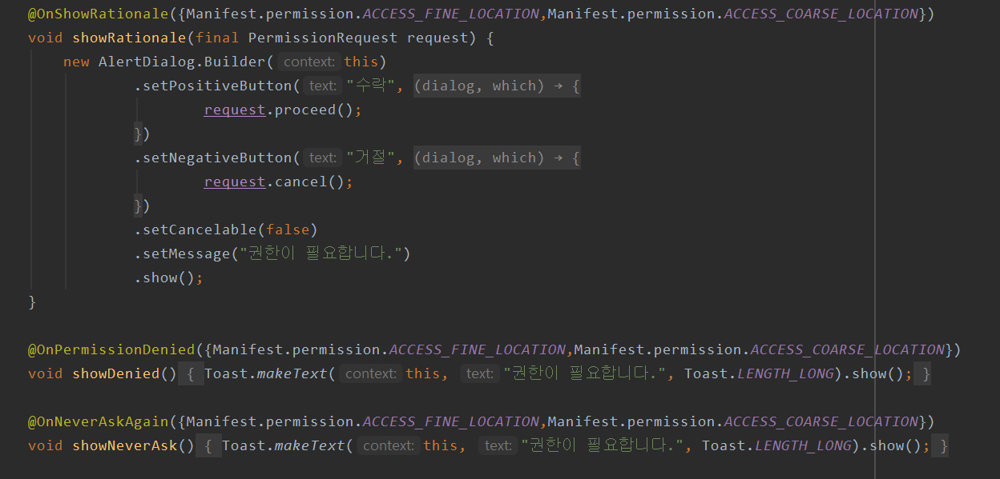 @OnShowRationale({Manifest.permission.ACCESS_FINE_LOCATION,Manifest.permission.ACCESS_COARSE_LOCATION})
void showRationale(final PermissionRequest request) {
new AlertDialog.Builder( context: this)
.setPositiveButton( text: "수락", (dialog, which) → {
request.proceed();
})
.setNegativeButton( text: "거절", (dialog, which) → {
request.cancel();
})
.setCancelable(false)
.setMessage("권한이 필요합니다.")
.show();
}
@OnPermissionDenied({Manifest.permission.ACCESS_FINE_LOCATION,Manifest.permission.ACCESS_COARSE_LOCATION})
void showDenied() { Toast.makeText( context: this, text: "권한이 필요합니다.", Toast.LENGTH_LONG).show(); }
@OnNeverAskAgain({Manifest.permission.ACCESS_FINE_LOCATION,Manifest.permission.ACCESS_COARSE_LOCATION})
void showNeverAsk() { Toast.makeText( context: this, text: "권한이 필요합니다.", Toast.LENGTH_LONG).show(); }